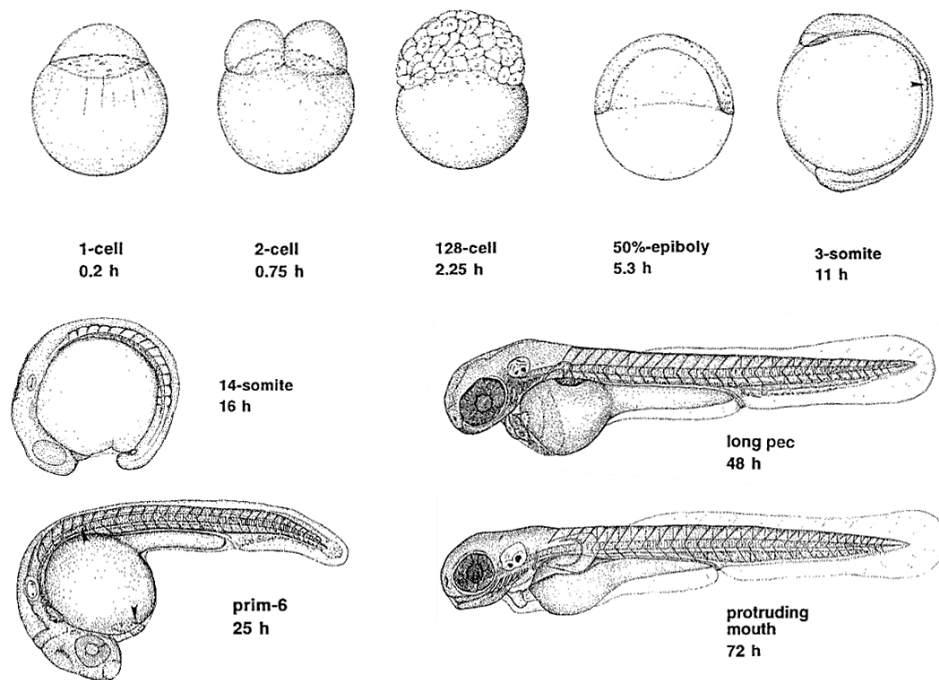 1-cell
0.2 h
2-cell
0.75 h
128-cell
2.25 h
50%-epiboly
5.3 h
3-somite
11 h
14-somite
16 h
long pec
48 h
prim-6
25 h
protruding
mouth
72 h